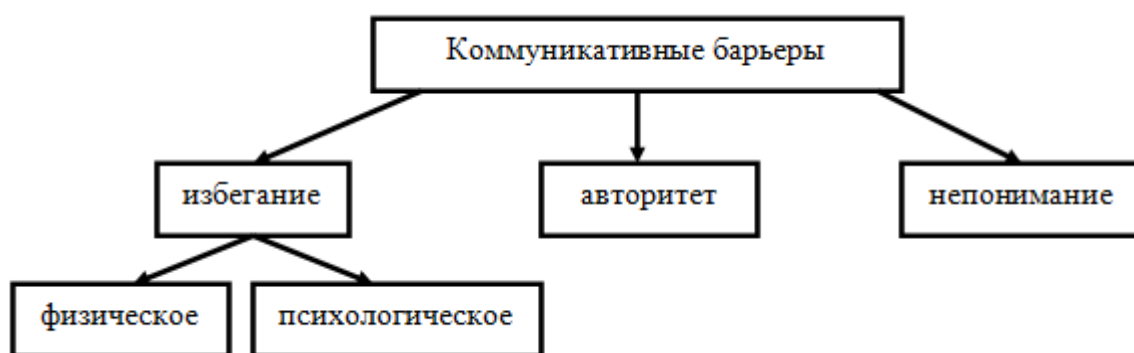 Коммуникативные барьеры
избегание
авторитет
непонимание
физическое
психологическое